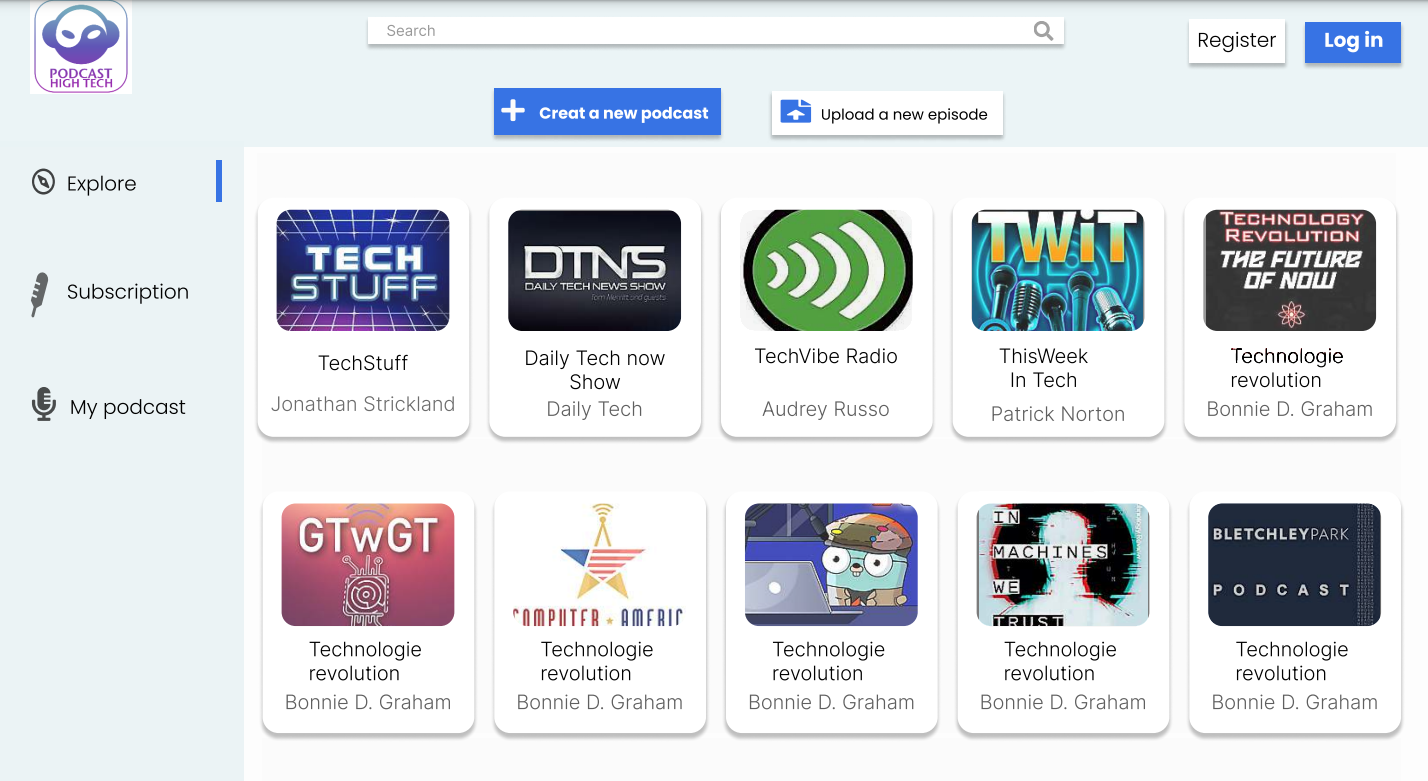 PODCAST
HIGH TECH
Search
Register
Log in
Creat a new podcast
Upload a new episode
Explore
Subscription
My podcast
TECH
STUFF
TechStuff
Jonathan Strickland
DTNS
DAILY TECH NEWS SHOW
Tom Merritt and guests
Daily Tech now
Show
Daily Tech
TechVibe Radio
Audrey Russo
TWiT
ThisWeek
In Tech
Patrick Norton
TECHNOLOGY
REVOLUTION
THE FUTURE
OF NOW
Technologie
revolution
Bonnie D. Graham
GTwGT
Technologie
revolution
Bonnie D. Graham
COMPUTER ★ AMERIC
Technologie
revolution
Bonnie D. Graham
Technologie
revolution
Bonnie D. Graham
IN
MACHINES
WE
TRUST
Technologie
revolution
Bonnie D. Graham
BLETCHLEYPARK
PODCAST
Technologie
revolution
Bonnie D. Graham